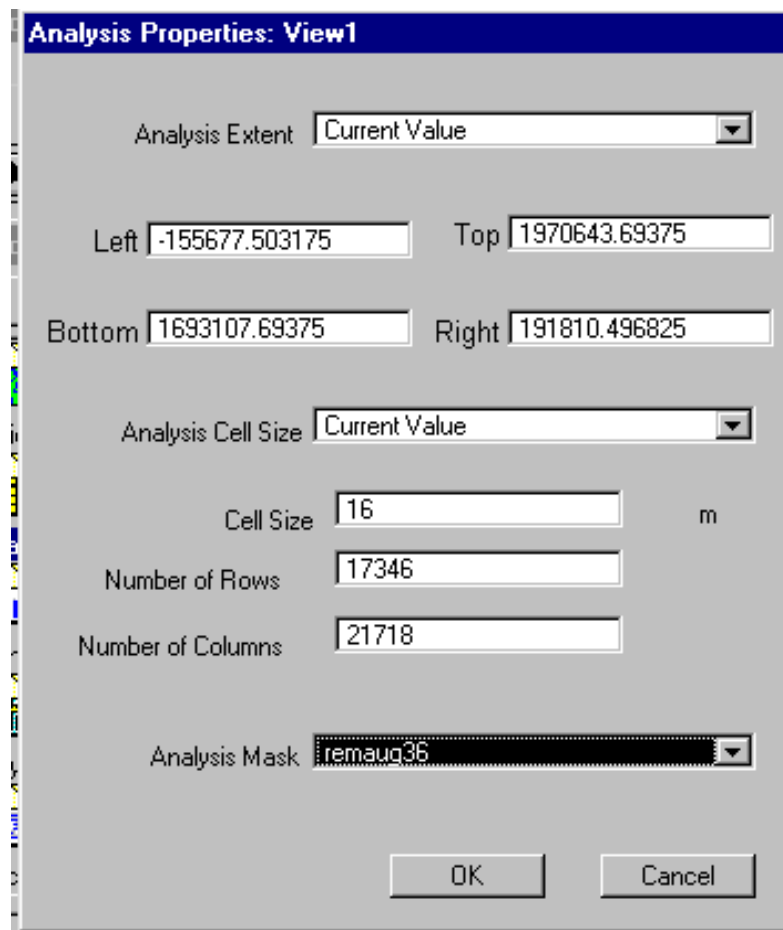 Analysis Properties: View1
Analysis Extent Current Value
Left -155677.503175 Top 1970643.69375
Bottom 1693107.69375 Right 191810.496825
Analysis Cell Size Current Value
Cell Size 16 m
Number of Rows 17346
Number of Columns 21718
Analysis Mask remaug36
OK Cancel